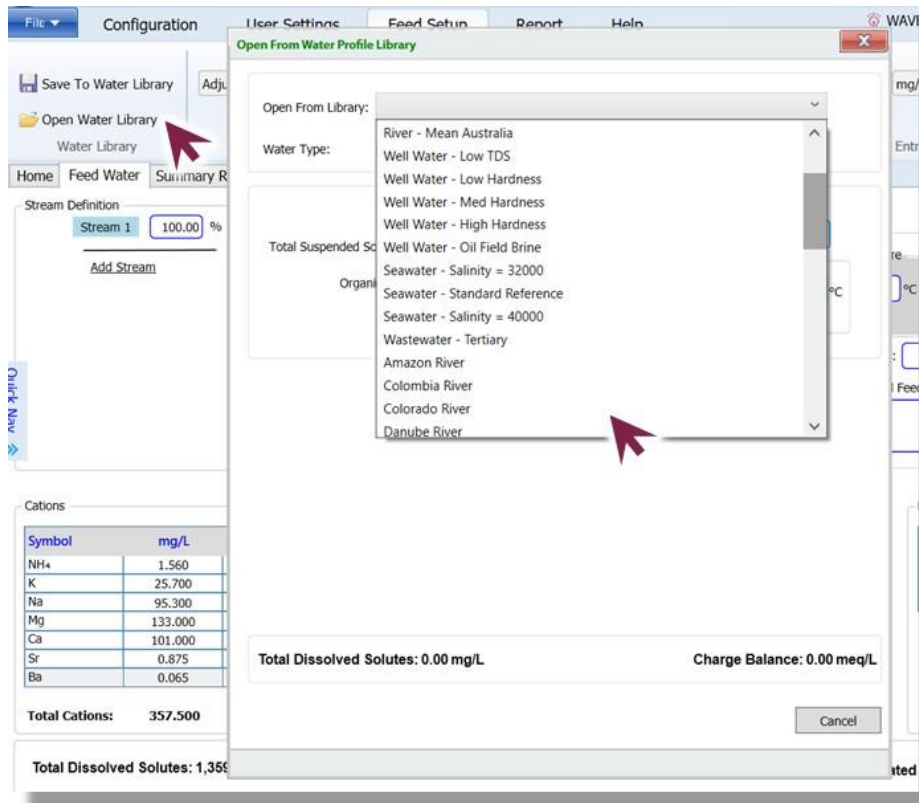 File Configuration User Settings Feed Setup Report Help WAVE
Open From Water Profile Library
Save To Water Library
Adju
mg/
Open From Library:
Open Water Library
Water Type:
Water Library
Entr
River - Mean Australia
Well Water - Low TDS
Well Water - Low Hardness
Well Water - Med Hardness
Well Water - High Hardness
Well Water - Oil Field Brine
Seawater - Salinity = 32000
Seawater - Standard Reference
Seawater - Salinity = 40000
Wastewater - Tertiary
Amazon River
Colombia River
Colorado River
Danube River
Home Feed Water Summary R
Stream Definition
Stream 1 100.00 %
Add Stream
Total Suspended So
Organi
°C
re
°C
:
Feed
Quick Nav
Cations
Symbol mg/L
NH₄ 1.560
K 25.700
Na 95.300
Mg 133.000
Ca 101.000
Sr 0.875
Ba 0.065
Total Cations: 357.500
Total Dissolved Solutes: 0.00 mg/L Charge Balance: 0.00 meq/L
Cancel
Total Dissolved Solutes: 1,359
ated